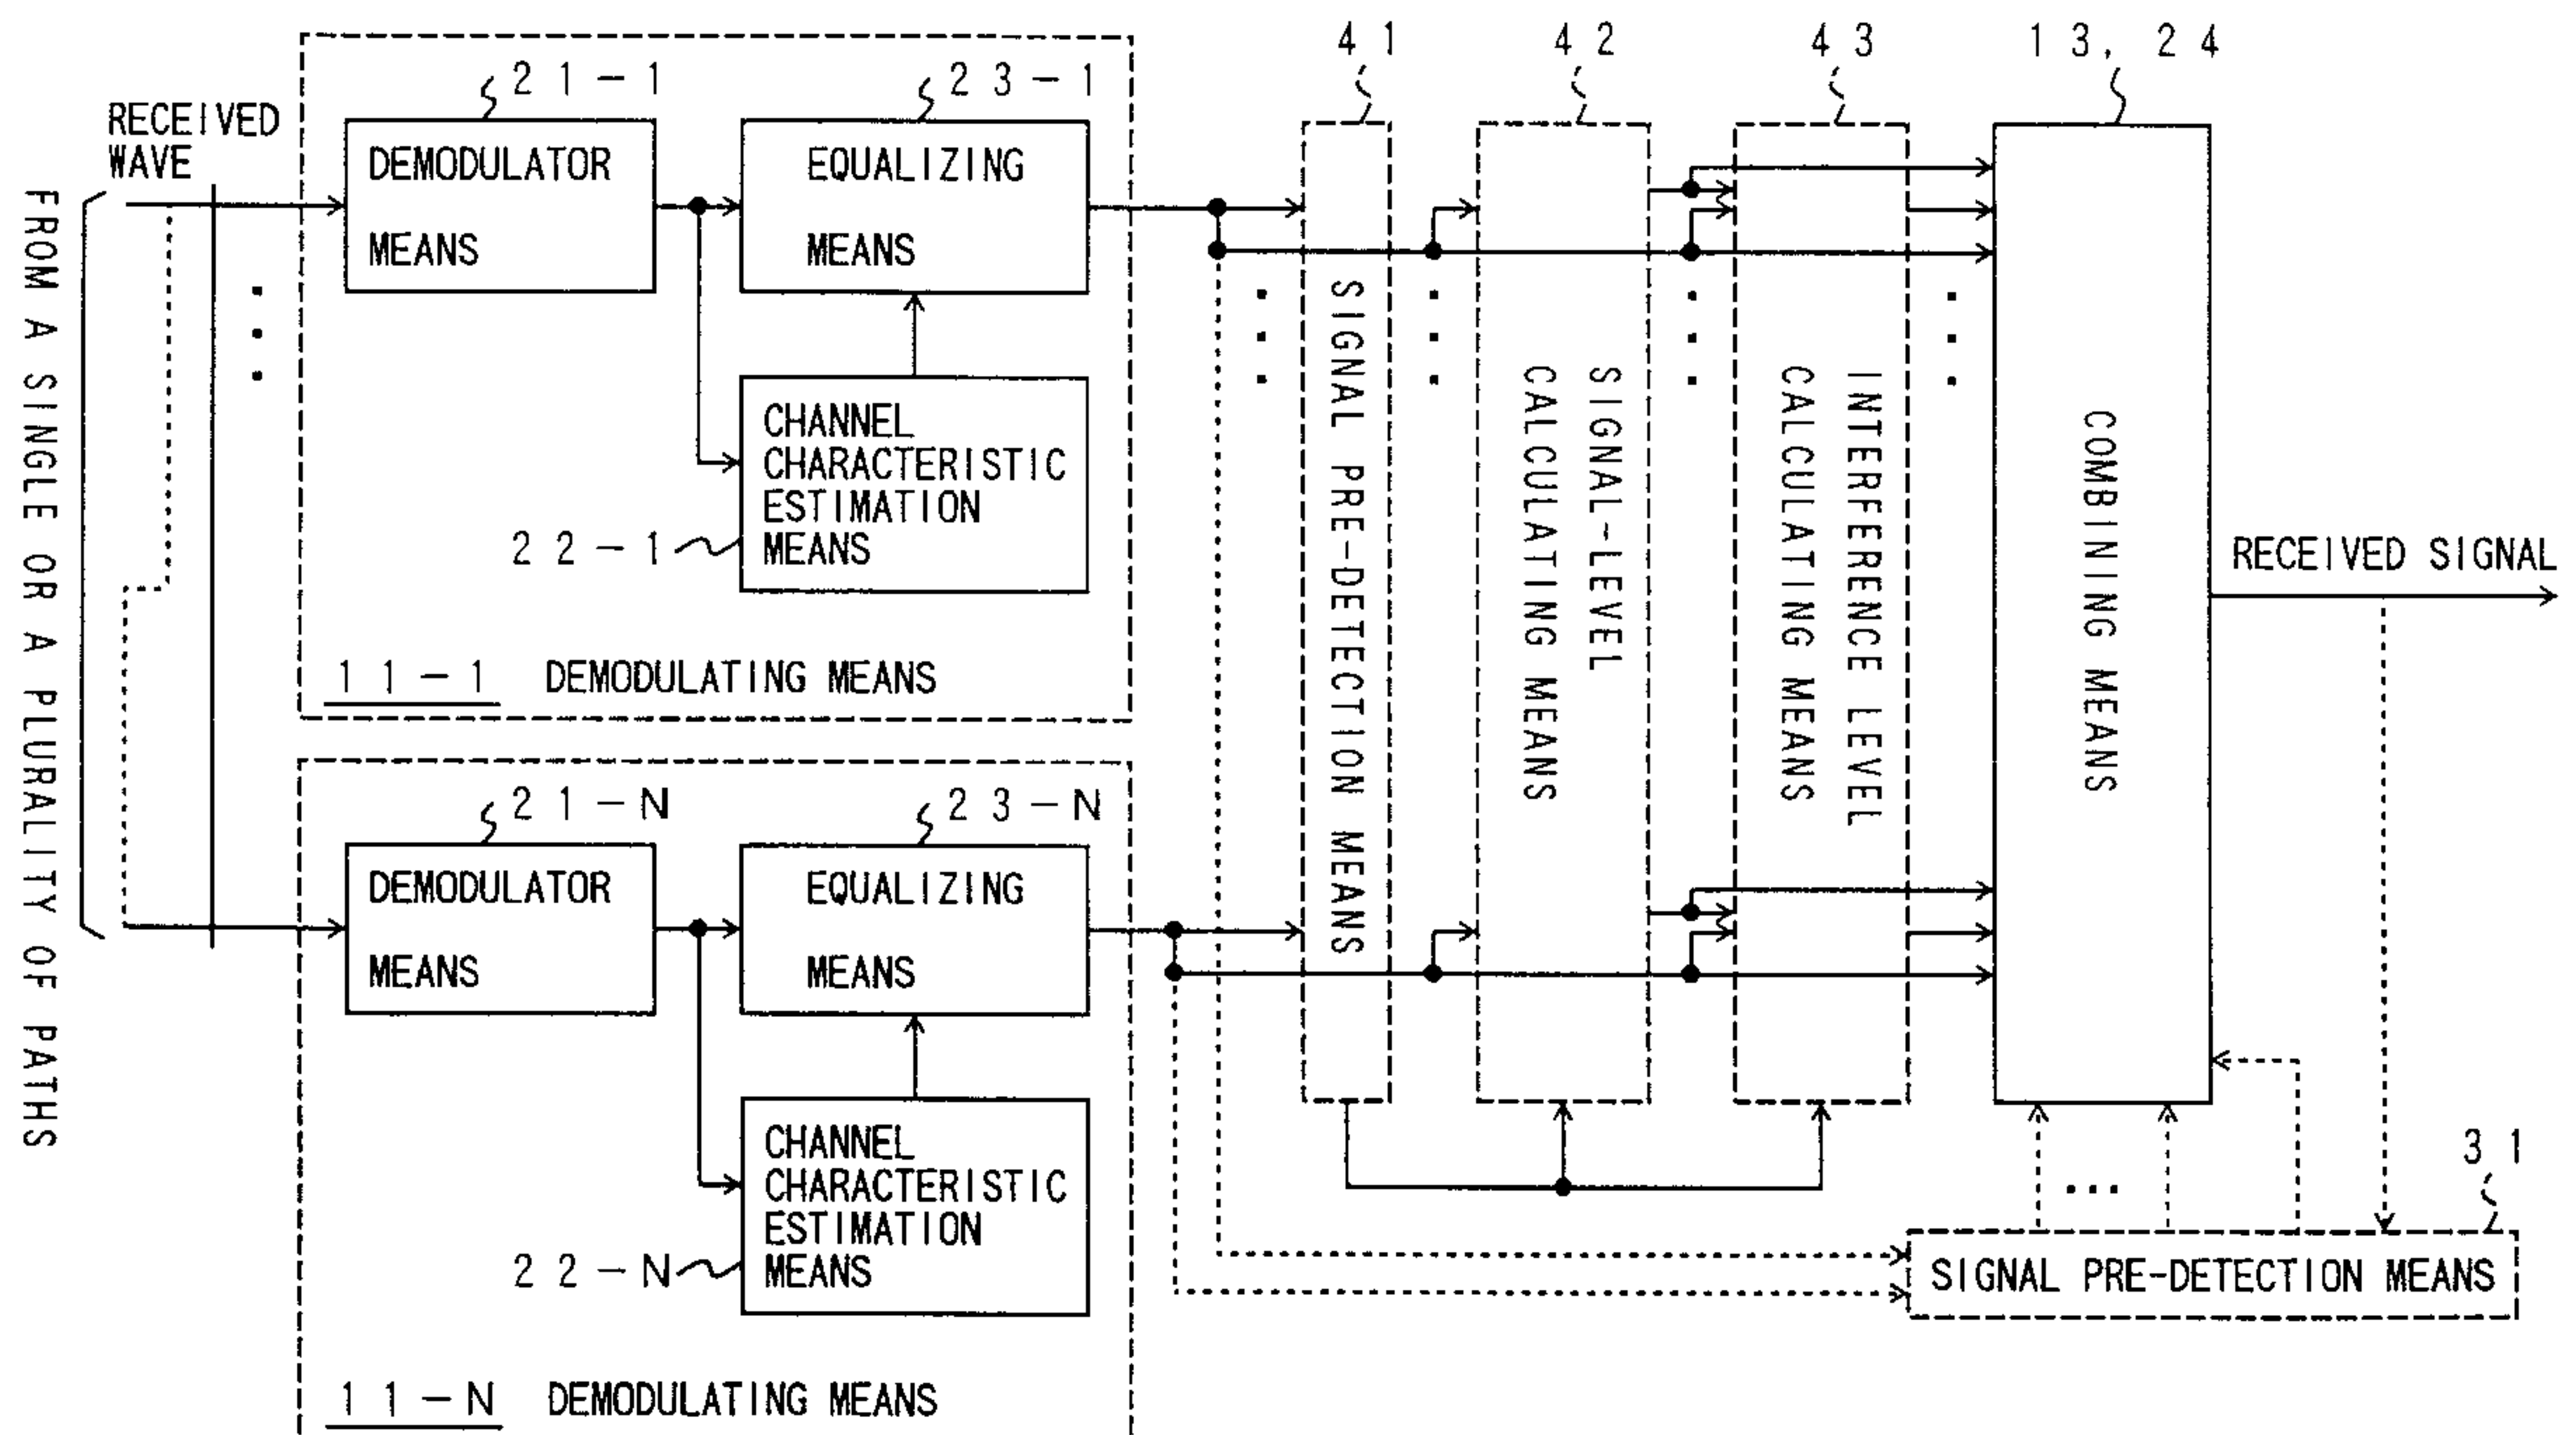 41
42
43
13, 24
21-1
23-1
RECEIVED
WAVE
DEMODULATOR
MEANS
EQUALIZING
MEANS
CHANNEL
CHARACTERISTIC
ESTIMATION
MEANS
22-1
11-1 DEMODULATING MEANS
FROM A SINGLE OR A PLURALITY OF PATHS
21-N
23-N
DEMODULATOR
MEANS
EQUALIZING
MEANS
CHANNEL
CHARACTERISTIC
ESTIMATION
MEANS
22-N
11-N DEMODULATING MEANS
SIGNAL PRE-DETECTION MEANS
SIGNAL-LEVEL
CALCULATING MEANS
INTERFERENCE LEVEL
CALCULATING MEANS
COMBINING MEANS
RECEIVED SIGNAL
31
SIGNAL PRE-DETECTION MEANS